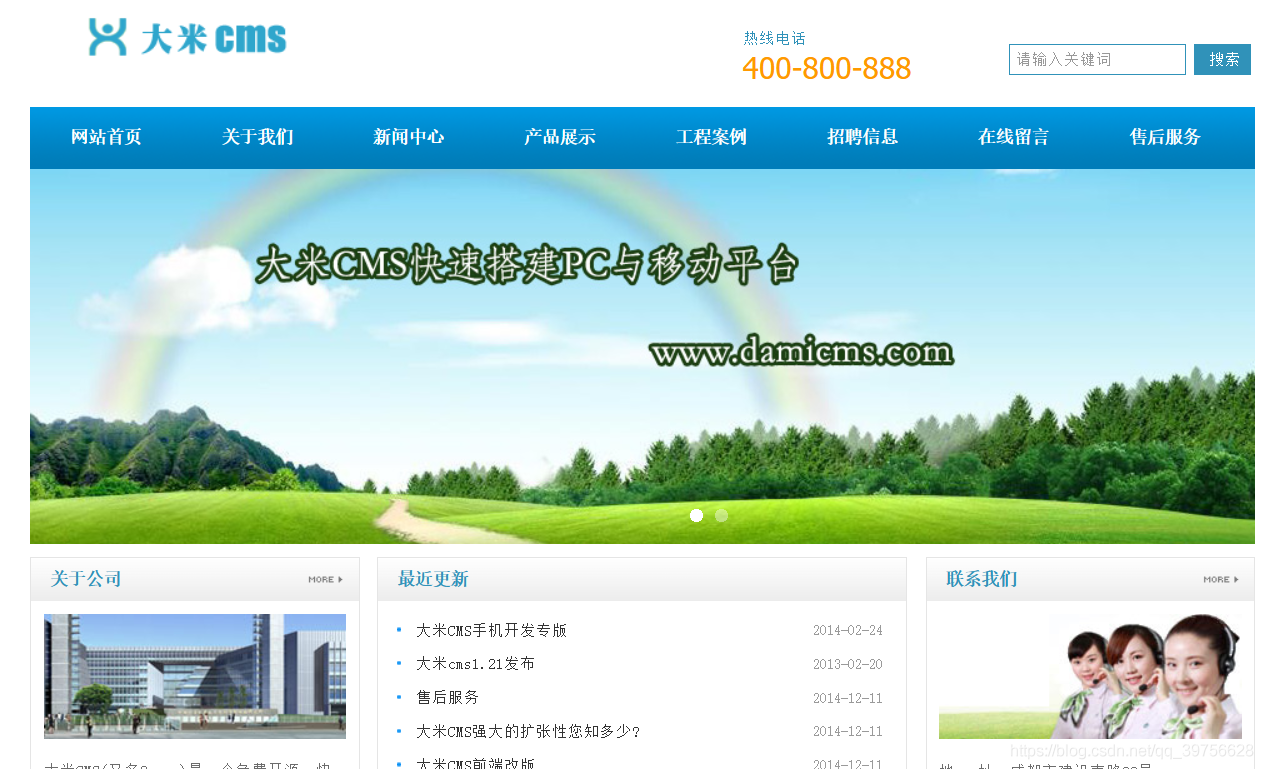 大米cms
热线电话
400-800-888
请输入关键词
搜索
网站首页 关于我们 新闻中心 产品展示 工程案例 招聘信息 在线留言 售后服务
大米CMS快速搭建PC与移动平台
www.damicms.com
关于公司 MORE
最近更新
大米CMS手机开发专版 2014-02-24
大米cms1.21发布 2013-02-20
售后服务 2014-12-11
大米CMS强大的扩张性您知多少? 2014-12-11
大米CMS前端改版 2014-12-11
联系我们 MORE
https://blog.csdn.net/qq_39756628